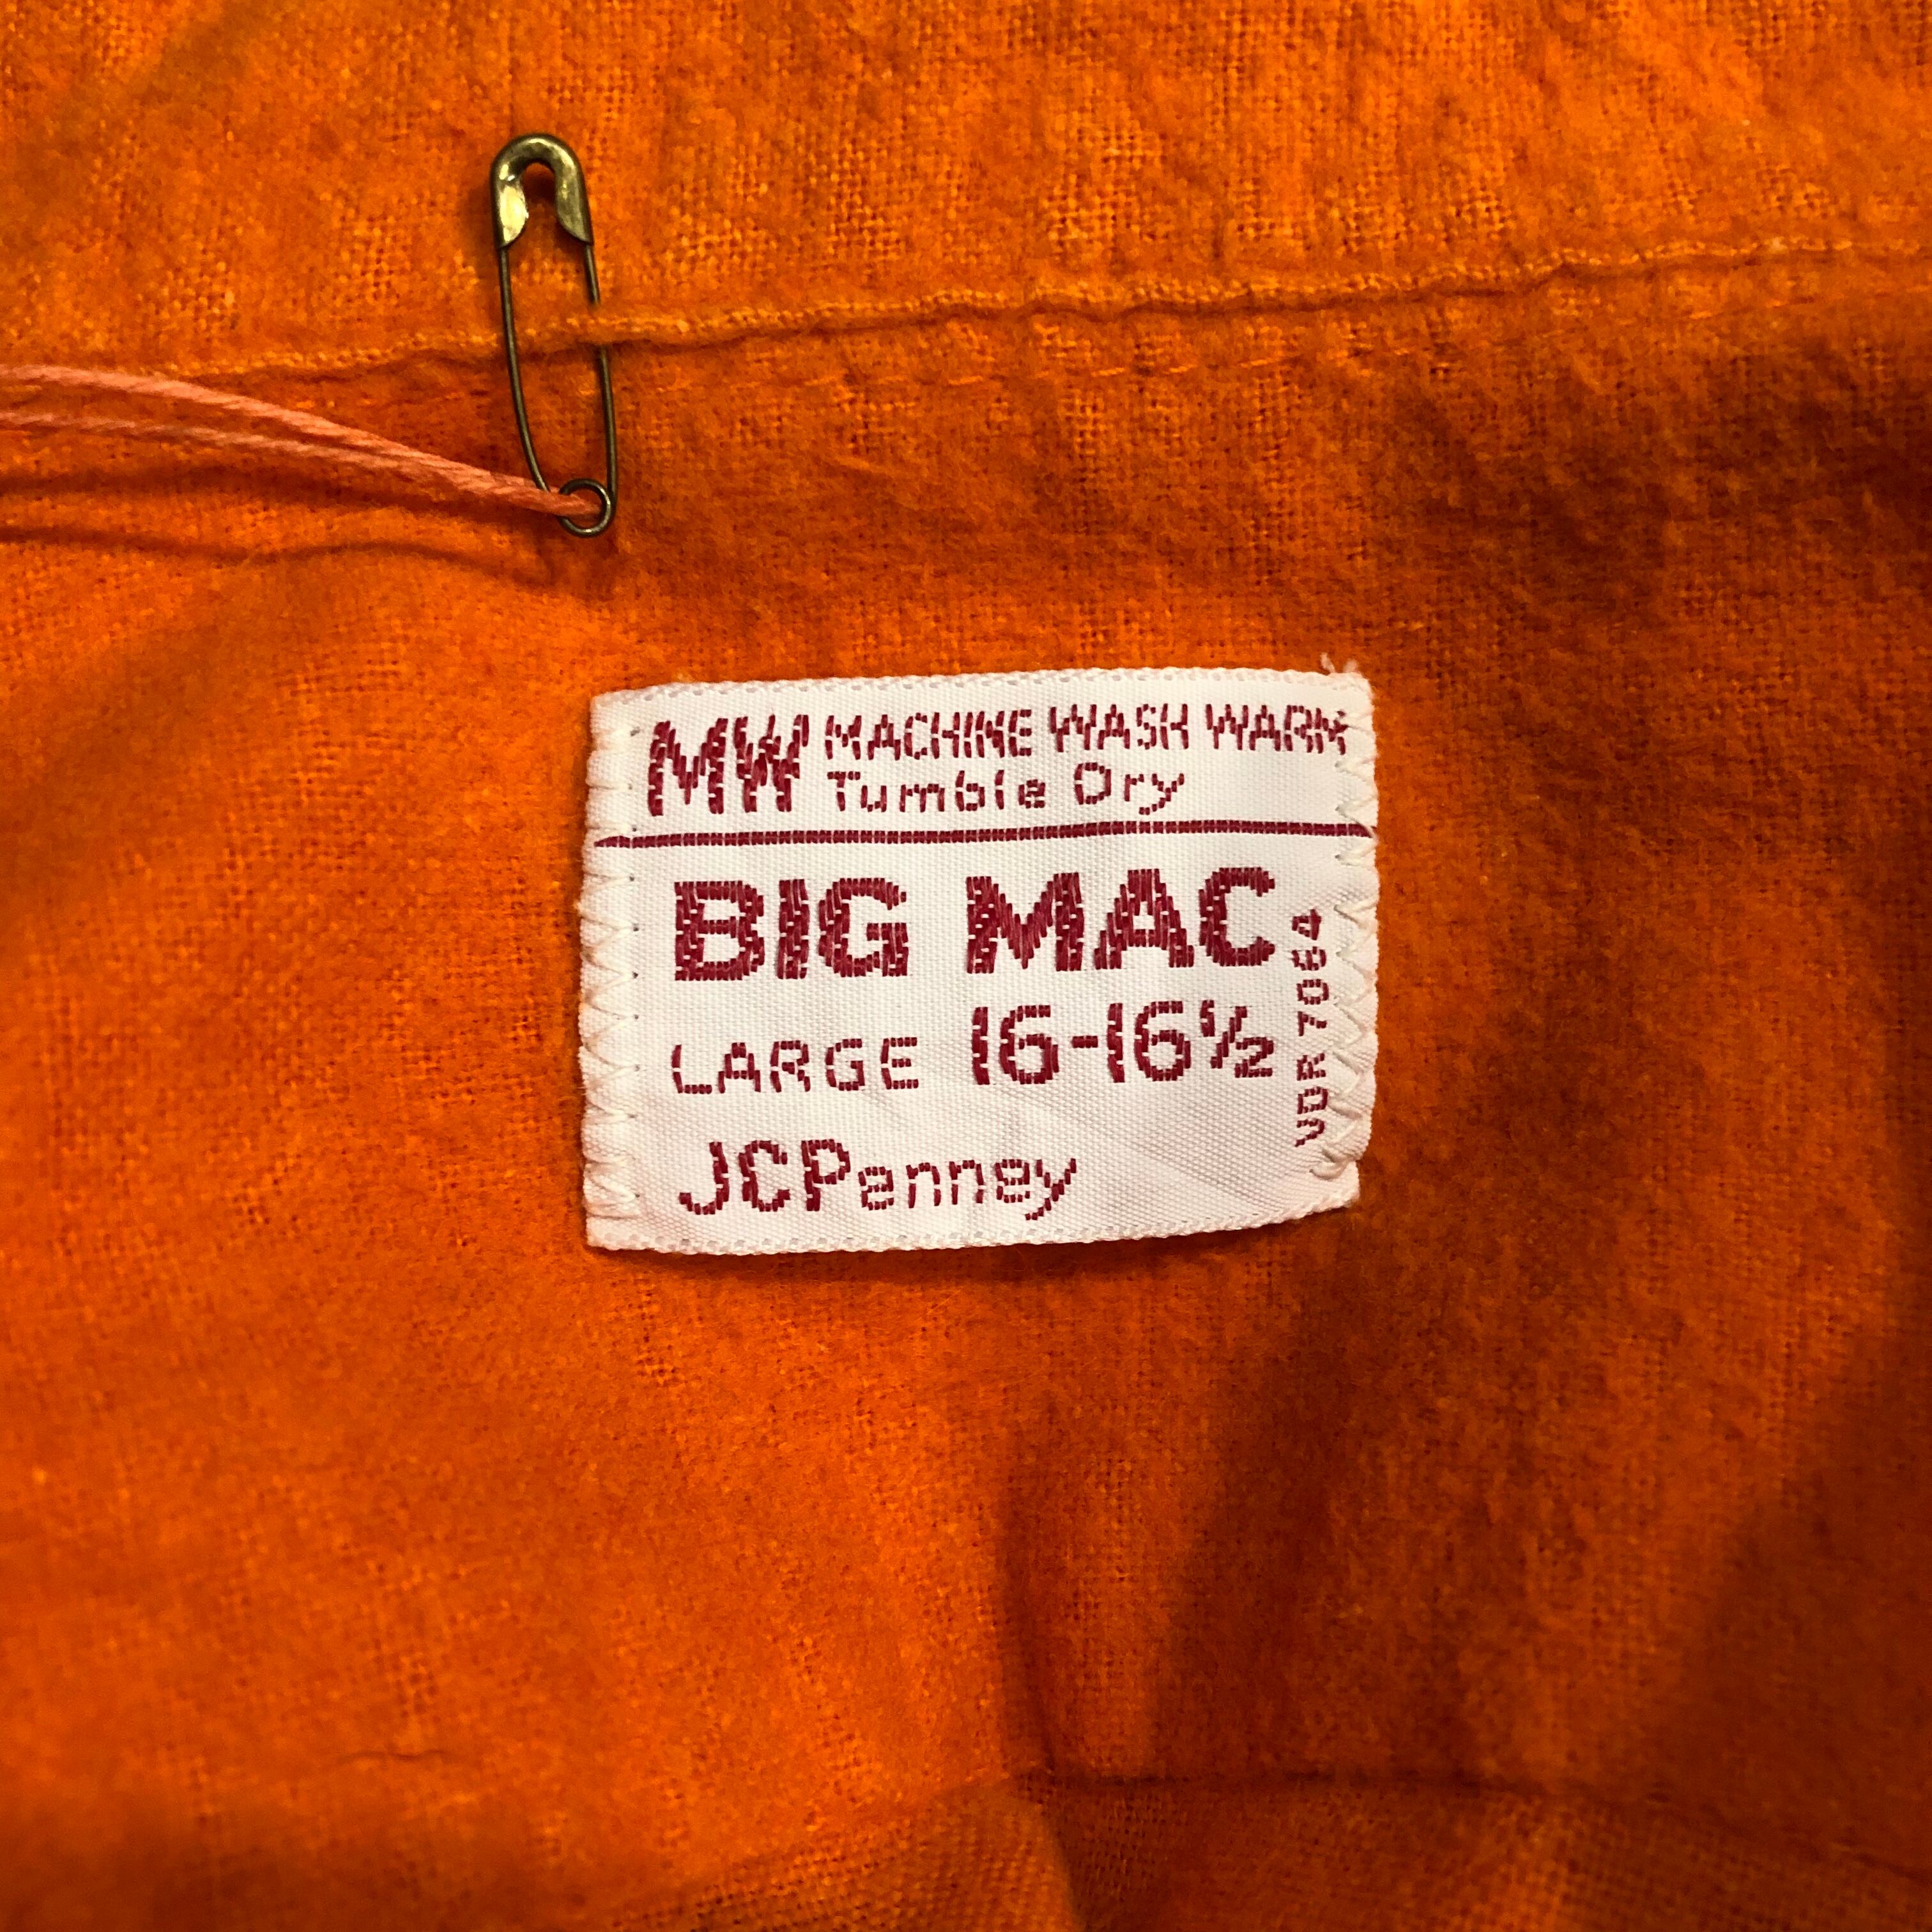 MW MACHINE WASH WARM
Tumble Dry
BIG MAC
LARGE 16-16½
JCPenney
VDR 7064